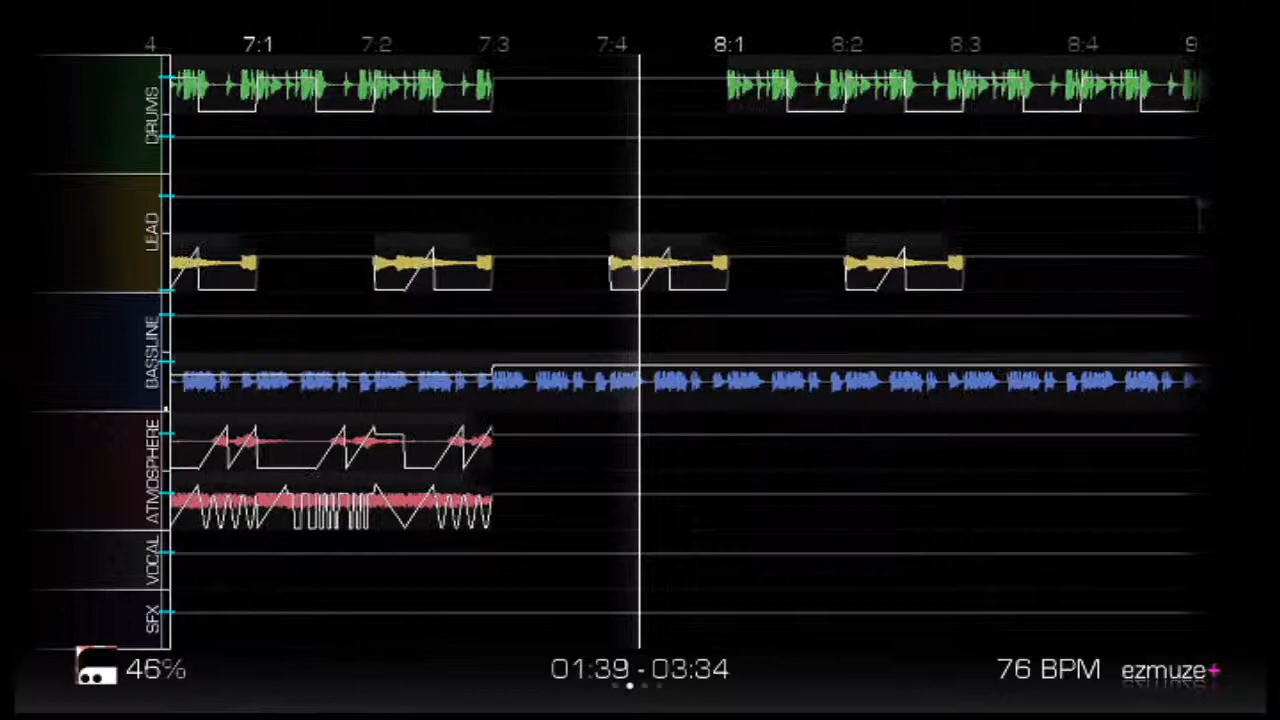 4 7:1 7:2 7:3 7:4 8:1 8:2 8:3 8:4 9
DRUMS
LEAD
BASSLINE
ATMOSPHERE
VOCAL
SFX
46% 01:39 - 03:34 76 BPM ezmuze+